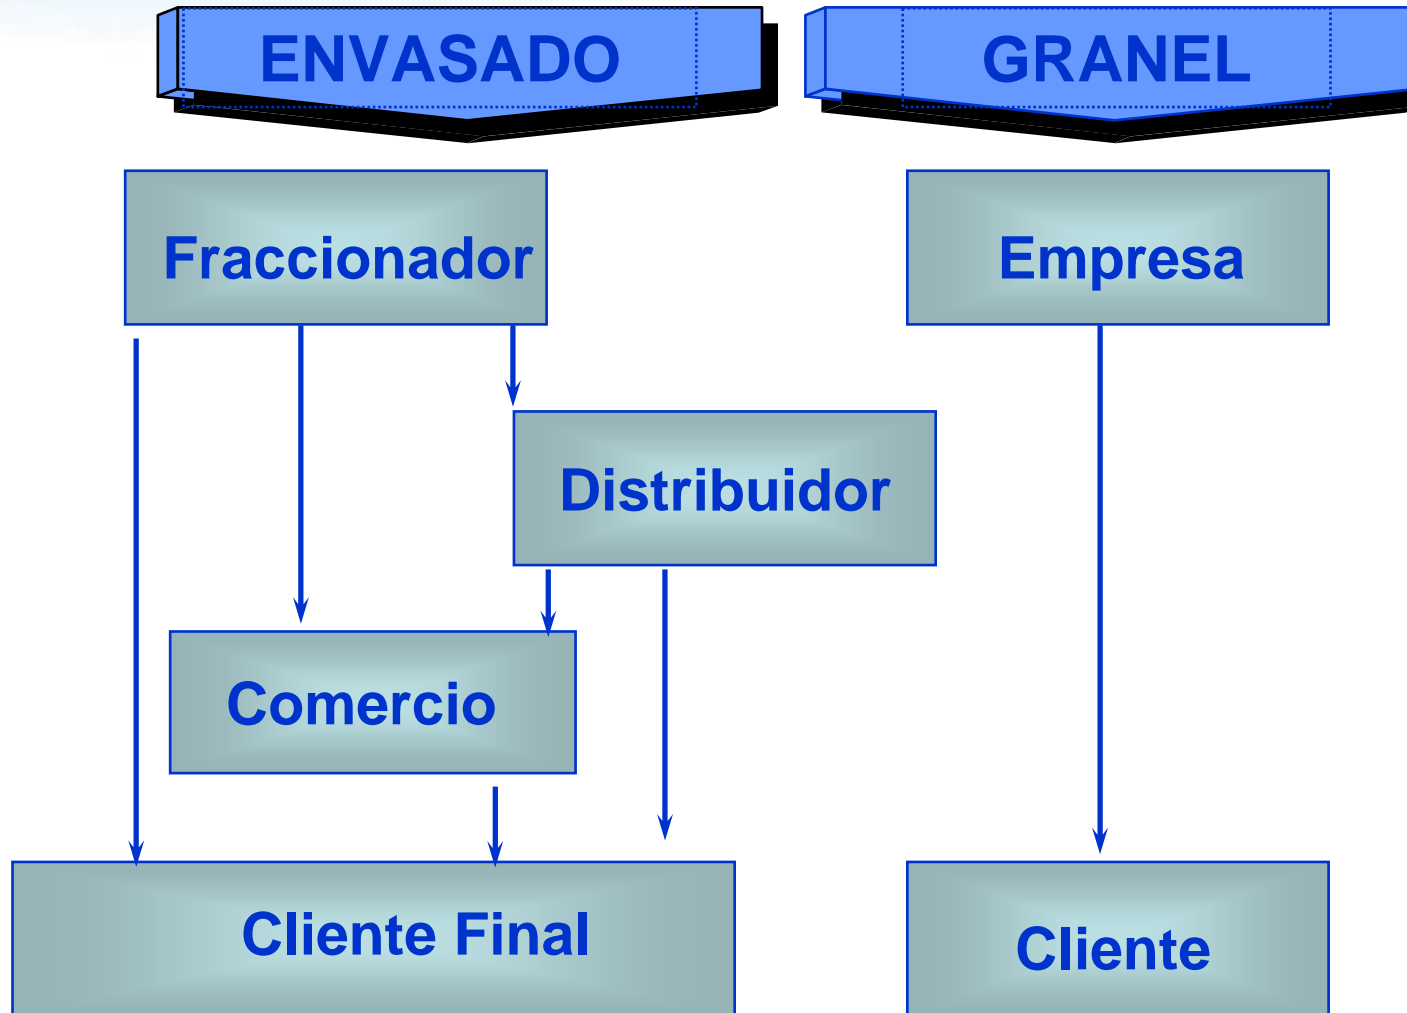 ENVASADO
GRANEL
Fraccionador
Empresa
Distribuidor
Comercio
Cliente Final
Cliente